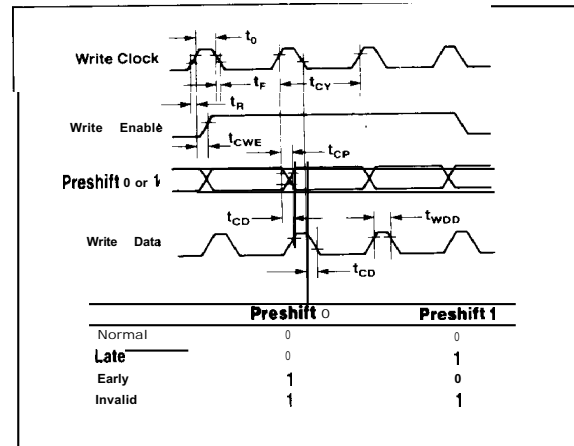 t0
Write Clock
tF
tCY
tR
Write Enable
tCWE
tCP
Preshift 0 or 1
tCD
tWDD
Write Data
tCD
Preshift 0 Preshift 1
Normal 0 0
Late 0 1
Early 1 0
Invalid 1 1